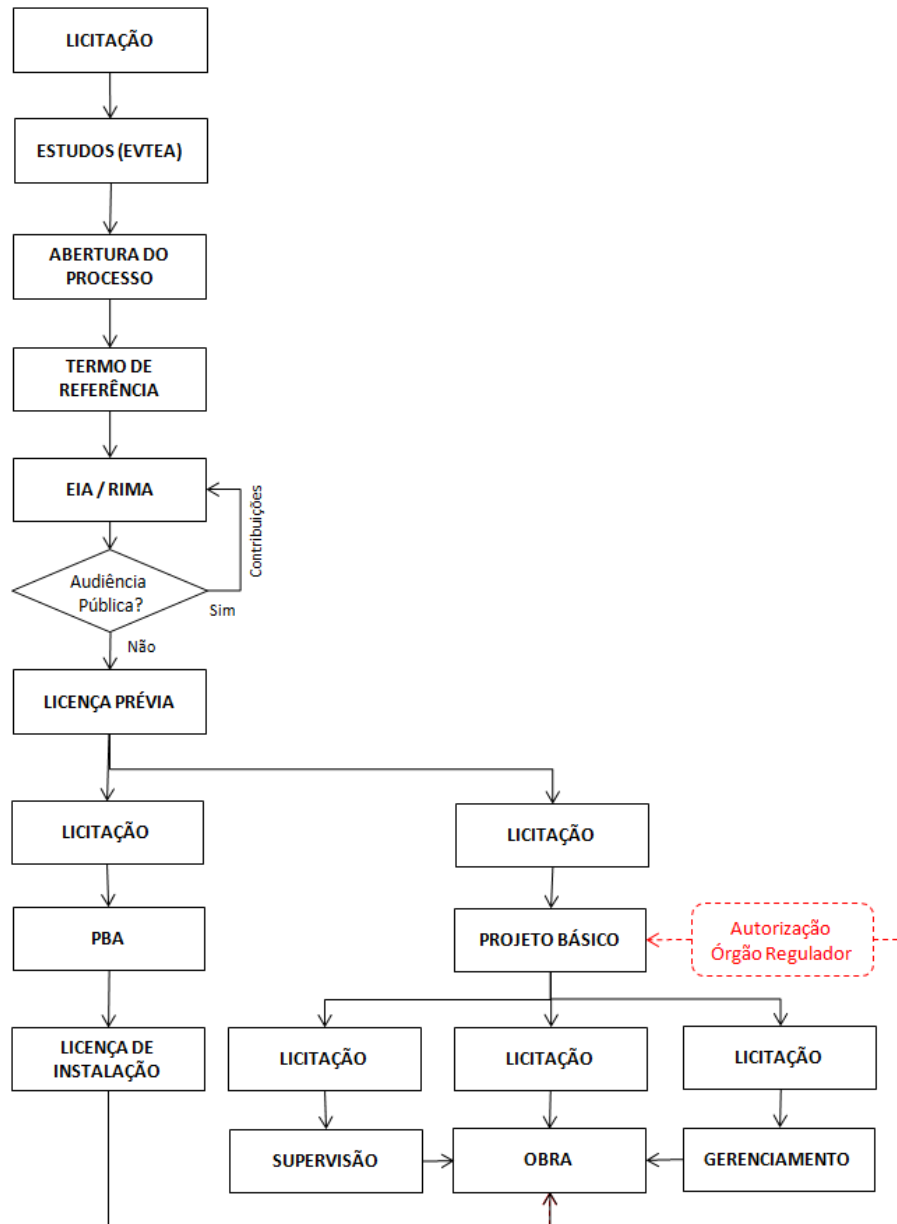 LICITAÇÃO
ESTUDOS (EVTEA)
ABERTURA DO
PROCESSO
TERMO DE
REFERÊNCIA
EIA / RIMA
Contribuições
Audiência
Pública?
Sim
Não
LICENÇA PRÉVIA
LICITAÇÃO
LICITAÇÃO
PBA
PROJETO BÁSICO
Autorização
Órgão Regulador
LICENÇA DE
INSTALAÇÃO
LICITAÇÃO
LICITAÇÃO
LICITAÇÃO
SUPERVISÃO
OBRA
GERENCIAMENTO